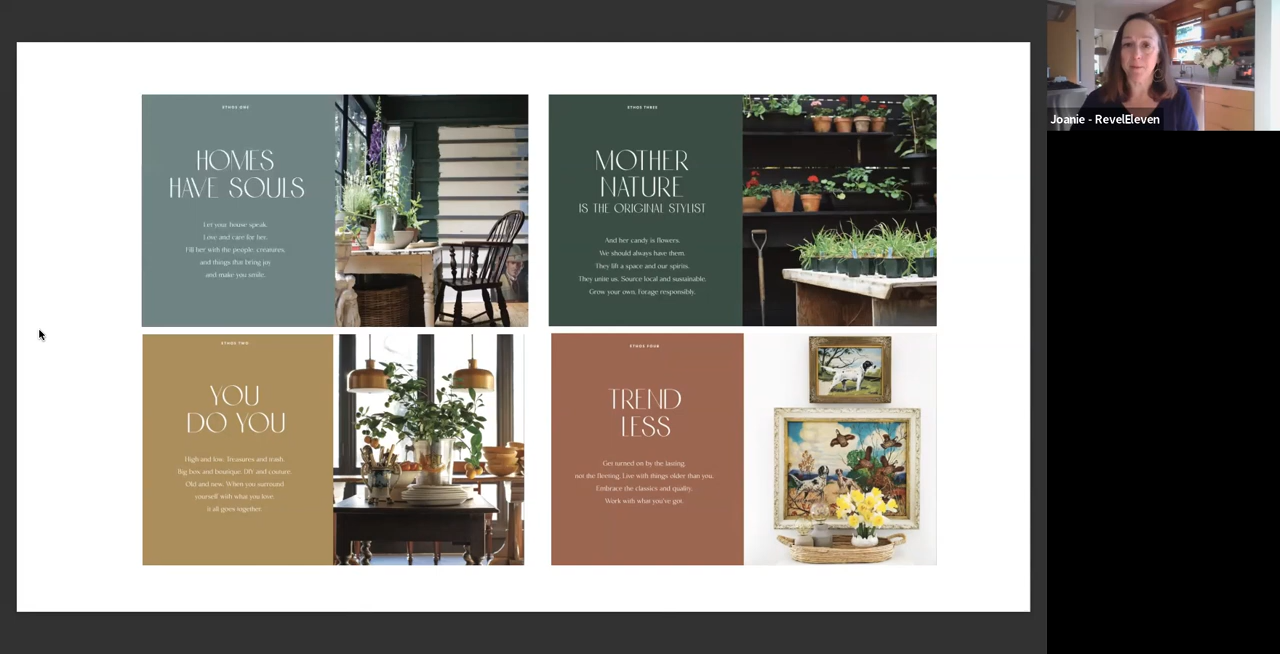 ETHOS ONE
HOMES
HAVE SOULS
Let your house speak.
Love and care for her.
Fill her with the people, creatures,
and things that bring joy
and make you smile.
ETHOS THREE
MOTHER
NATURE
IS THE ORIGINAL STYLIST
And her candy is flowers.
We should always have them.
They lift a space and our spirits.
They unite us. Source local and sustainable.
Grow your own. Forage responsibly.
ETHOS TWO
YOU
DO YOU
High and low. Treasures and trash.
Big box and boutique. DIY and couture.
Old and new. When you surround
yourself with what you love
it all goes together.
ETHOS FOUR
TREND
LESS
Get turned on by the lasting,
not the fleeting. Live with things older than you.
Embrace the classics and quality.
Work with what you've got.
Joanie - RevelEleven